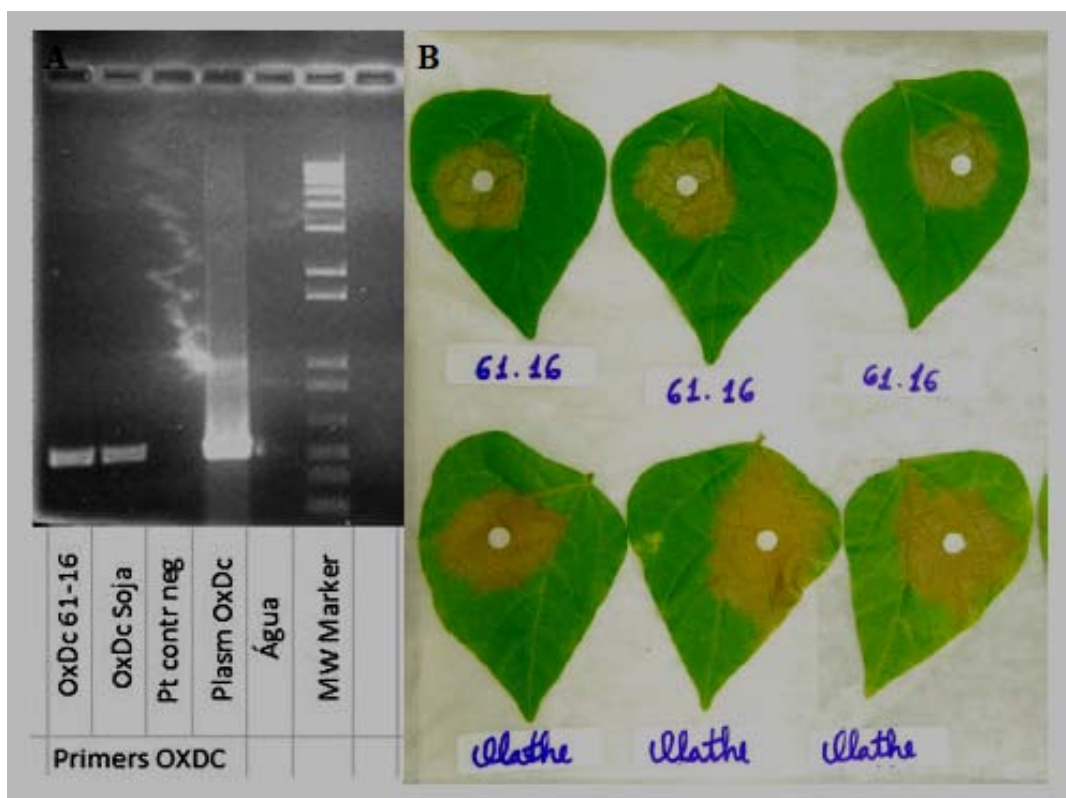 A
B
OxDc 61-16
OxDc Soja
Pt contr neg
Plasm OxDc
Água
MW Marker
Primers OXDC
61.16
61.16
61.16
Olathe
Olathe
Olathe